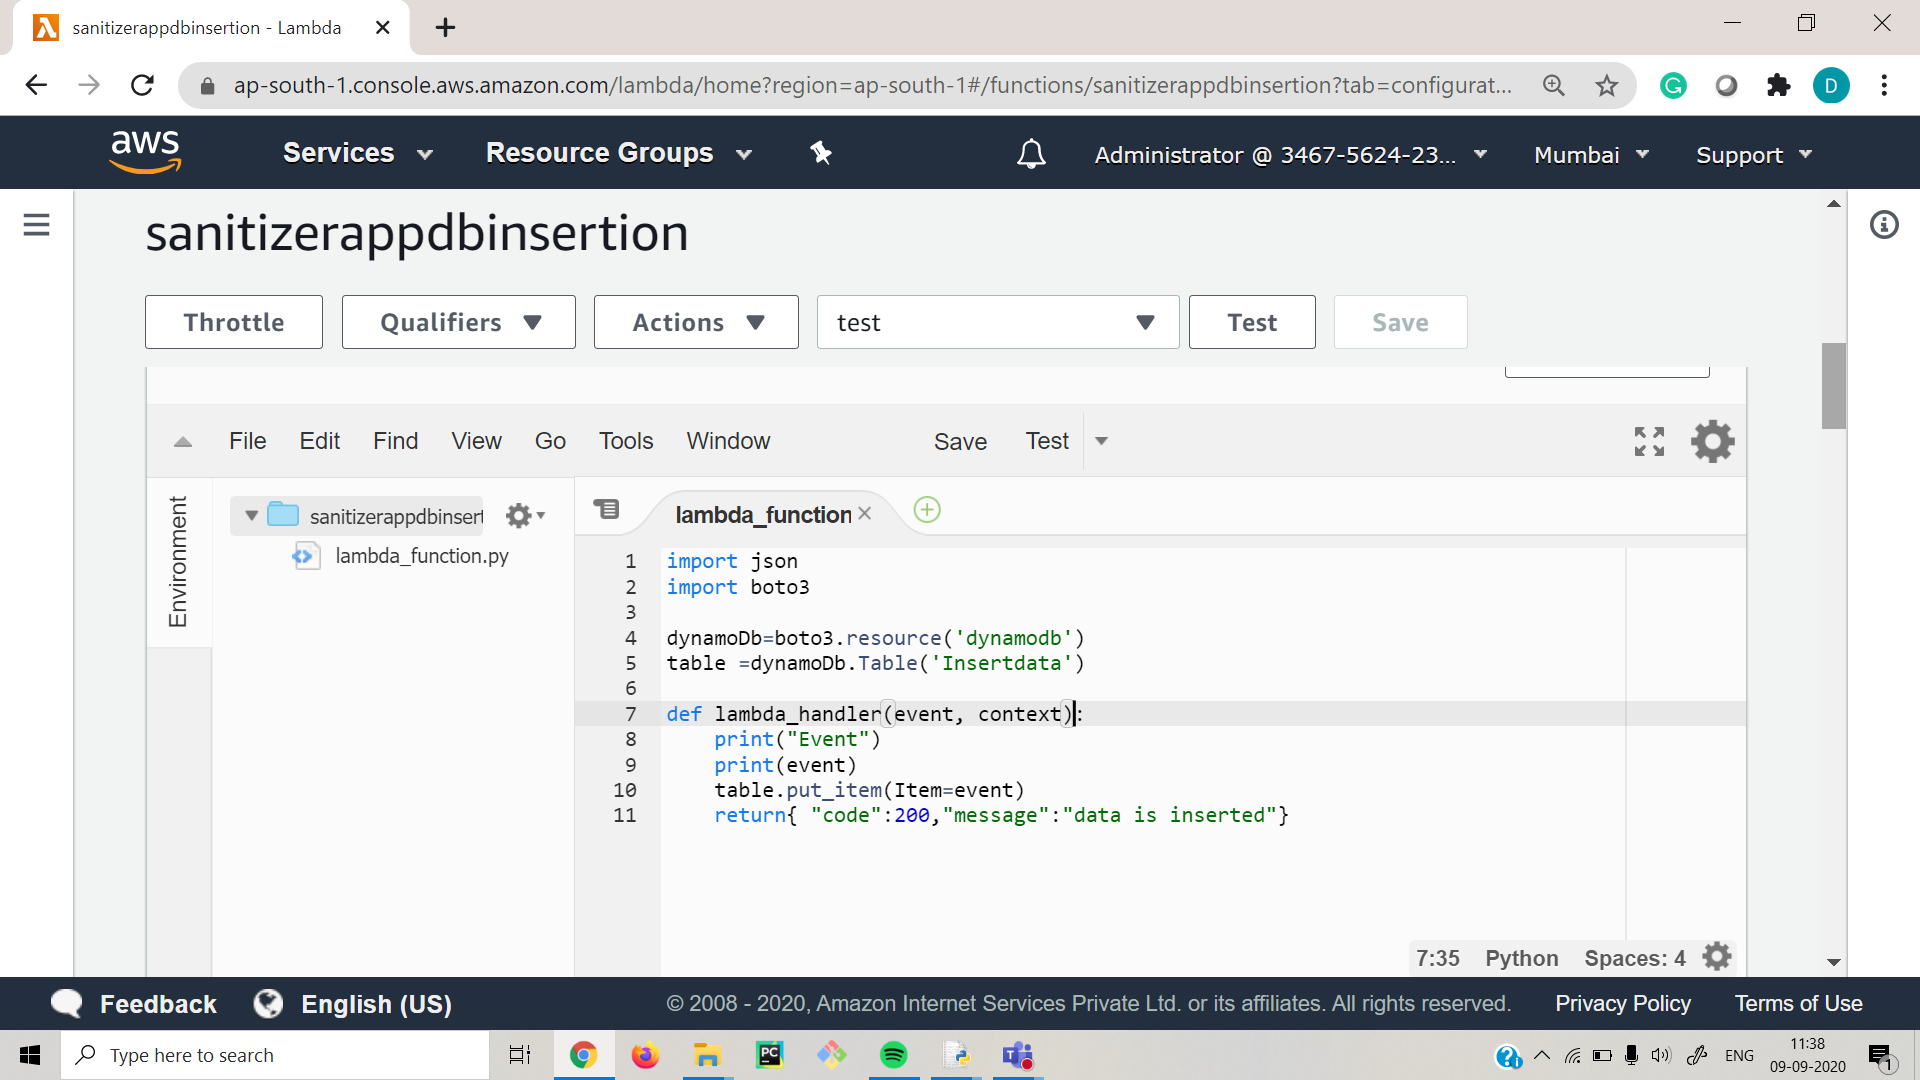 sanitizerappdbinsertion - Lambda
ap-south-1.console.aws.amazon.com/lambda/home?region=ap-south-1#/functions/sanitizerappdbinsertion?tab=configurat...
G
D
aws
Services
Resource Groups
Administrator @ 3467-5624-23...
Mumbai
Support
sanitizerappdbinsertion
Throttle
Qualifiers
Actions
test
Test
Save
File Edit Find View Go Tools Window Save Test
Environment
sanitizerappdbinsert
lambda_function.py
lambda_function
1 import json
2 import boto3
3
4 dynamoDb=boto3.resource('dynamodb')
5 table =dynamoDb.Table('Insertdata')
6
7 def lambda_handler(event, context):
8 print("Event")
9 print(event)
10 table.put_item(Item=event)
11 return{ "code":200,"message":"data is inserted"}
7:35 Python Spaces: 4
Feedback
English (US)
© 2008 - 2020, Amazon Internet Services Private Ltd. or its affiliates. All rights reserved.
Privacy Policy
Terms of Use
Type here to search
PC
T
ENG
11:38
09-09-2020
1